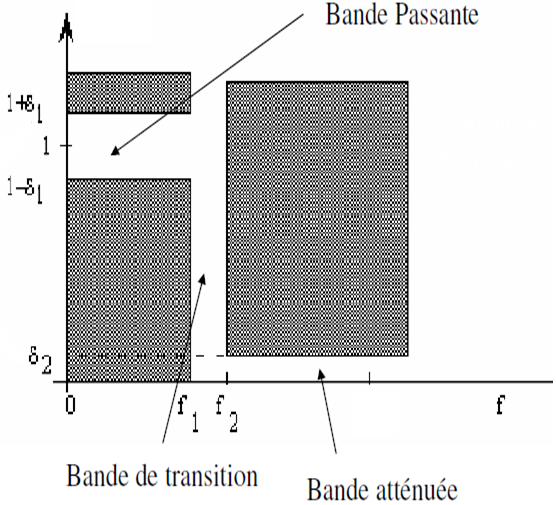 Bande Passante
1+δ1
1
1-δ1
δ2
0
f1
f2
f
Bande de transition
Bande atténuée